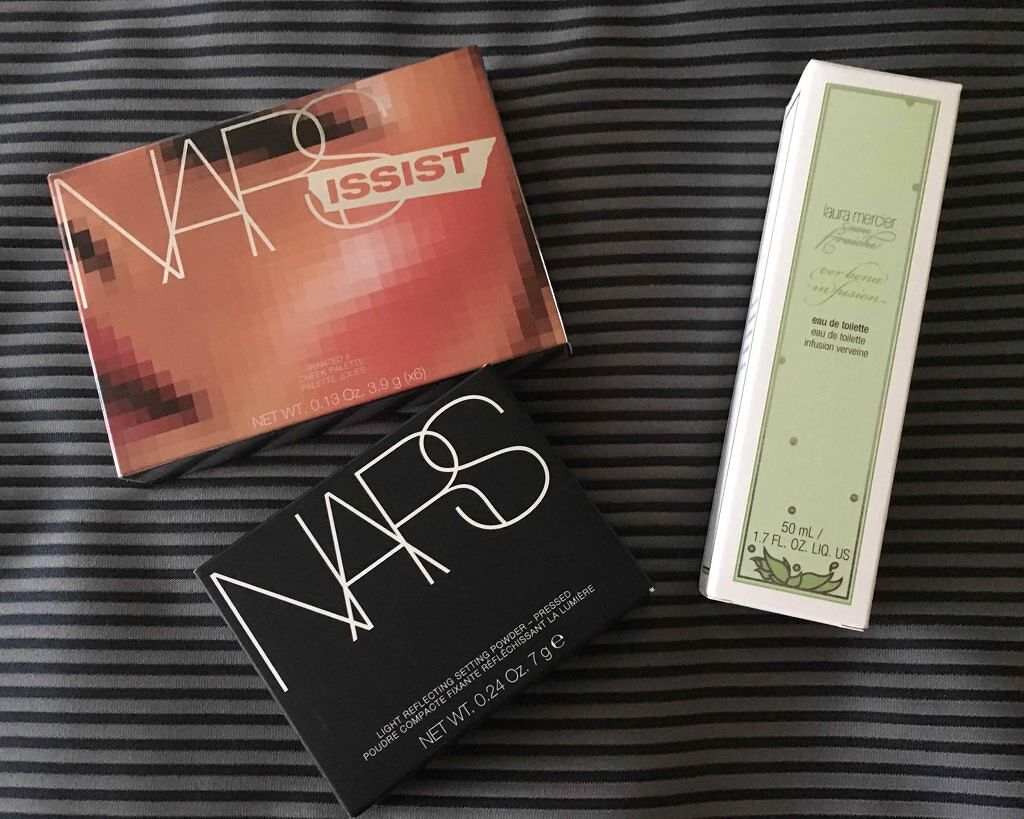 NARS
ISSIST
WANTED II
CHEEK PALETTE
PALETTE JOUES
NET WT. 0.13 Oz. 3.9 g (x6)
NARS
LIGHT REFLECTING SETTING POWDER – PRESSED
POUDRE COMPACTE FIXANTE RÉFLÉCHISSANT LA LUMIÈRE
NET WT. 0.24 Oz. 7 g ℮
laura mercier
eau
fraîche
verbena
infusion
eau de toilette
eau de toilette
infusion verveine
50 mL /
1.7 FL. OZ. LIQ. US